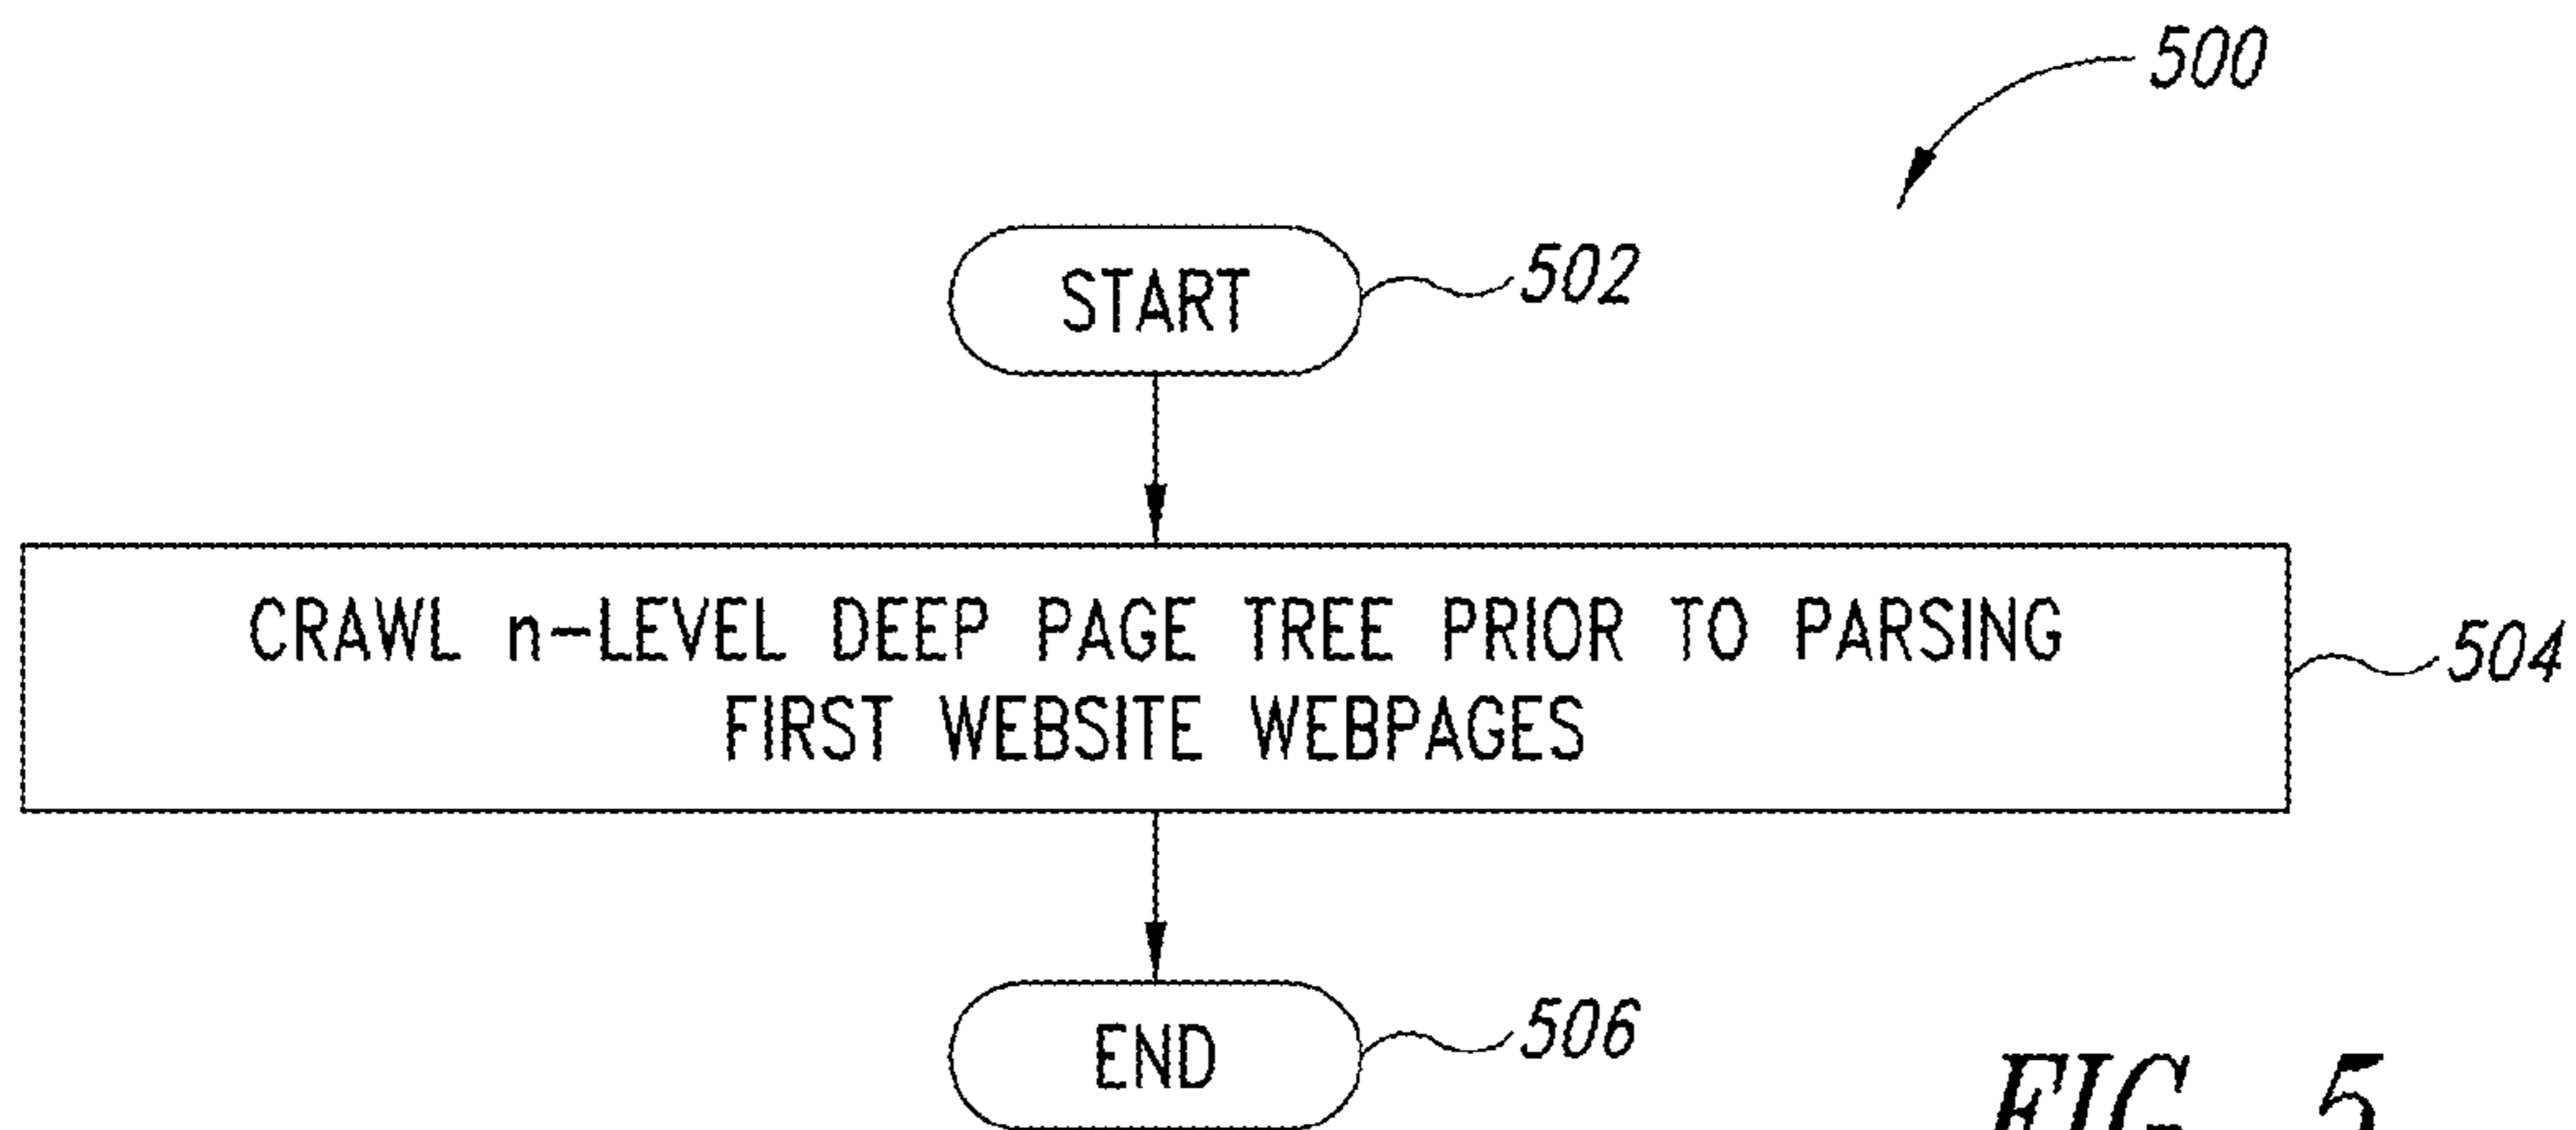 500
START
502
CRAWL n-LEVEL DEEP PAGE TREE PRIOR TO PARSING
FIRST WEBSITE WEBPAGES
504
END
506
FIG. 5